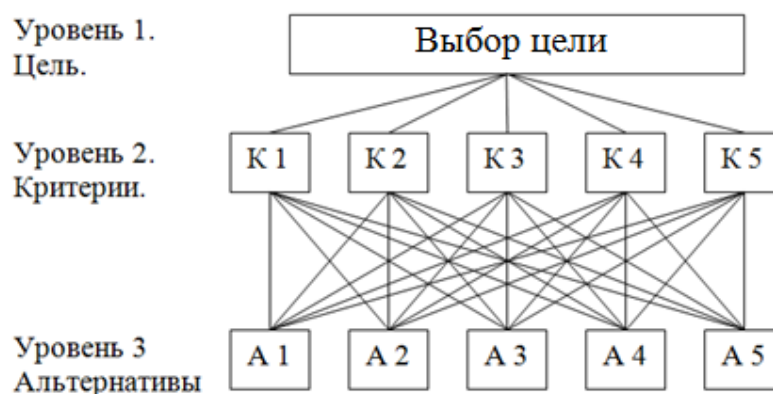 Уровень 1.
Цель.
Выбор цели
Уровень 2.
Критерии.
К 1
К 2
К 3
К 4
К 5
Уровень 3
Альтернативы
А 1
А 2
А 3
А 4
А 5